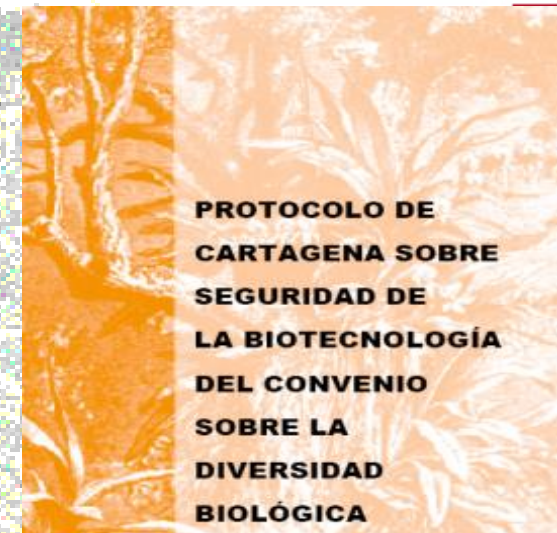 PROTOCOLO DE
CARTAGENA SOBRE
SEGURIDAD DE
LA BIOTECNOLOGÍA
DEL CONVENIO
SOBRE LA
DIVERSIDAD
BIOLÓGICA